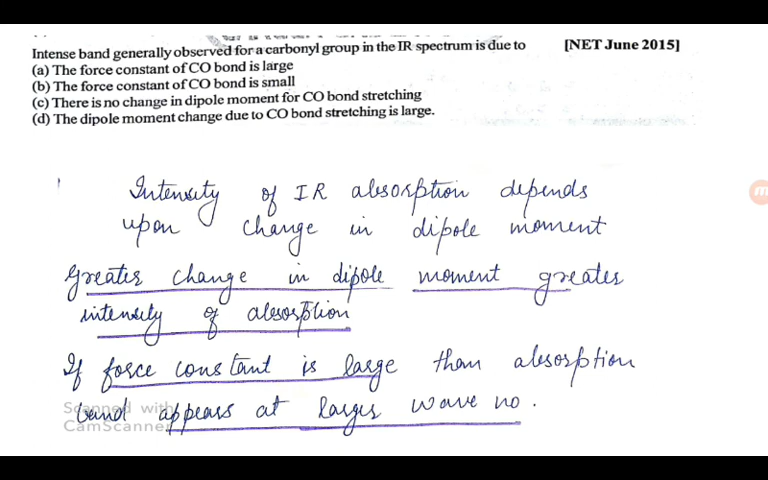 Intense band generally observed for a carbonyl group in the IR spectrum is due to [NET June 2015]
(a) The force constant of CO bond is large
(b) The force constant of CO bond is small
(c) There is no change in dipole moment for CO bond stretching
(d) The dipole moment change due to CO bond stretching is large.
Intensity of IR absorption depends
upon change in dipole moment
Greater change in dipole moment greater
intensity of absorption
If force constant is large than absorption
band appears at larger wave no.
Scanned with
CamScanner